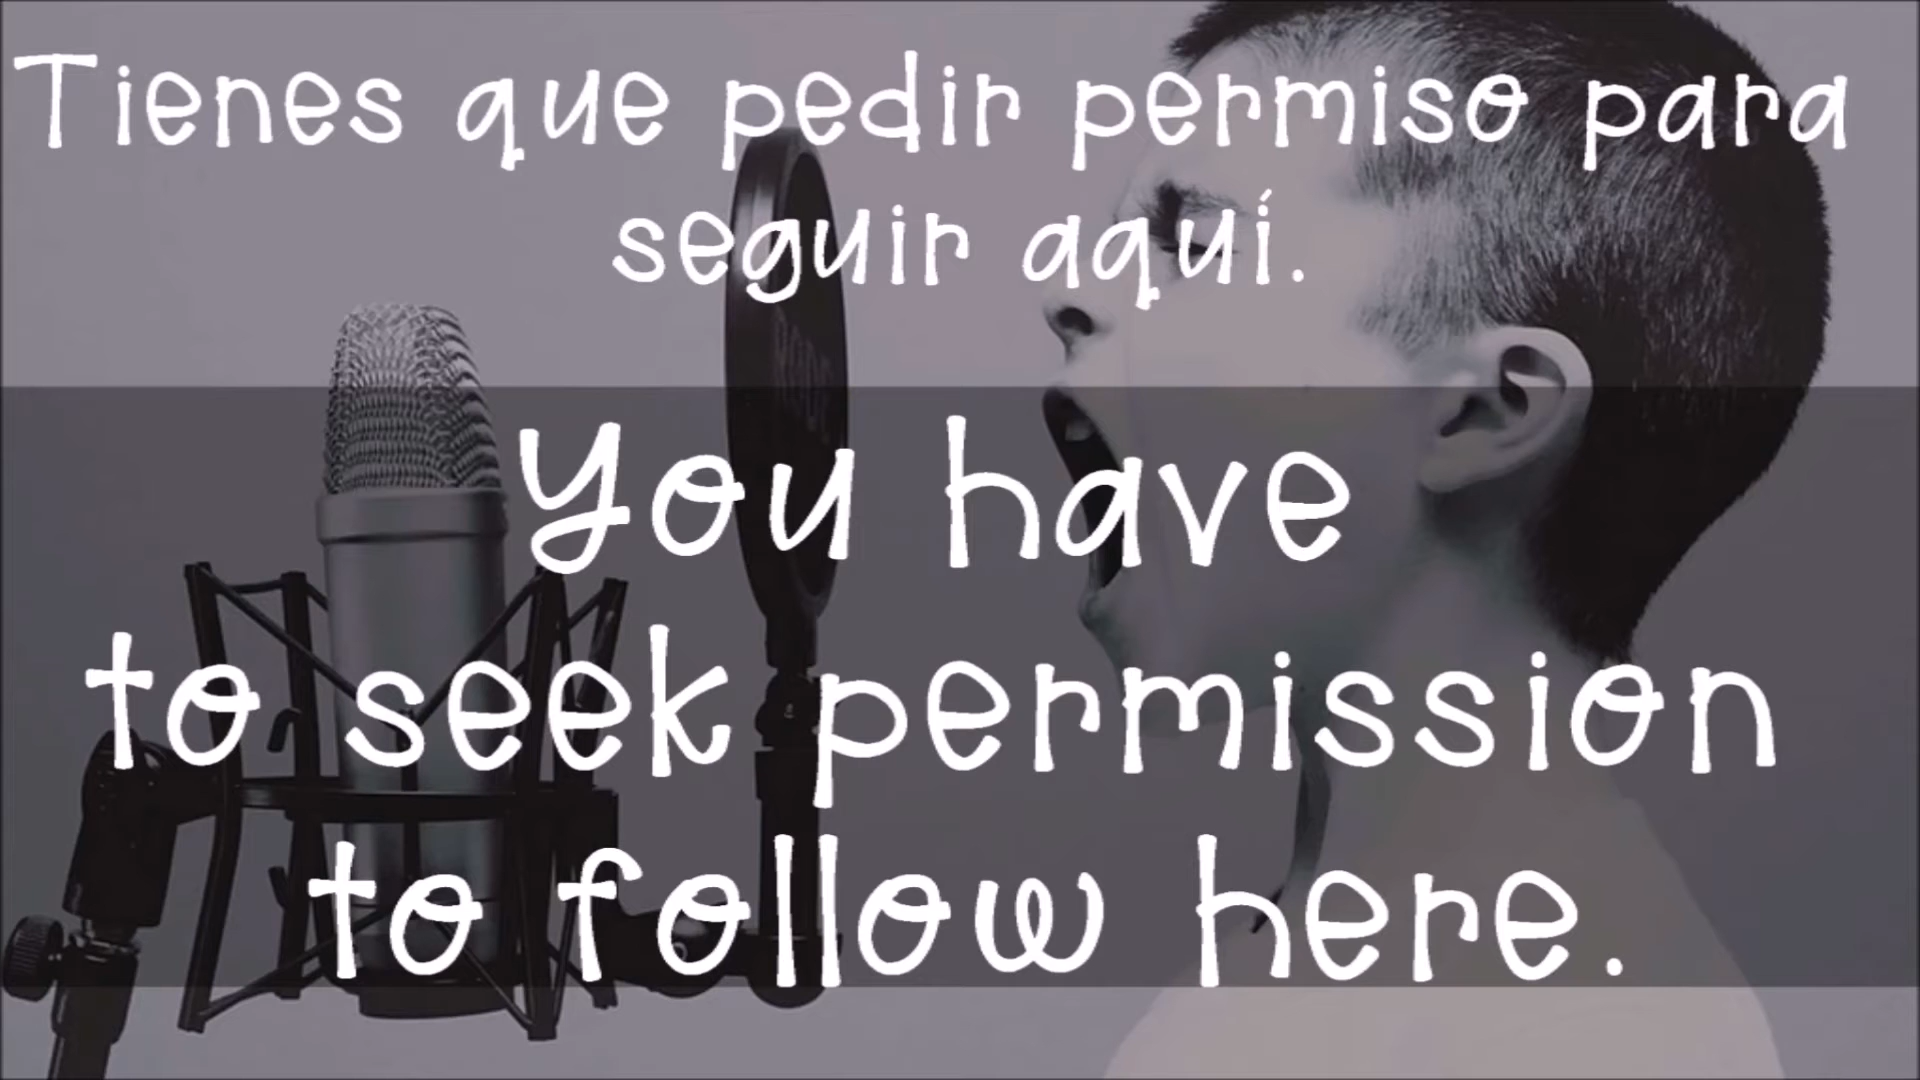 Tienes que pedir permiso para
seguir aquí.
You have
to seek permission
to follow here.